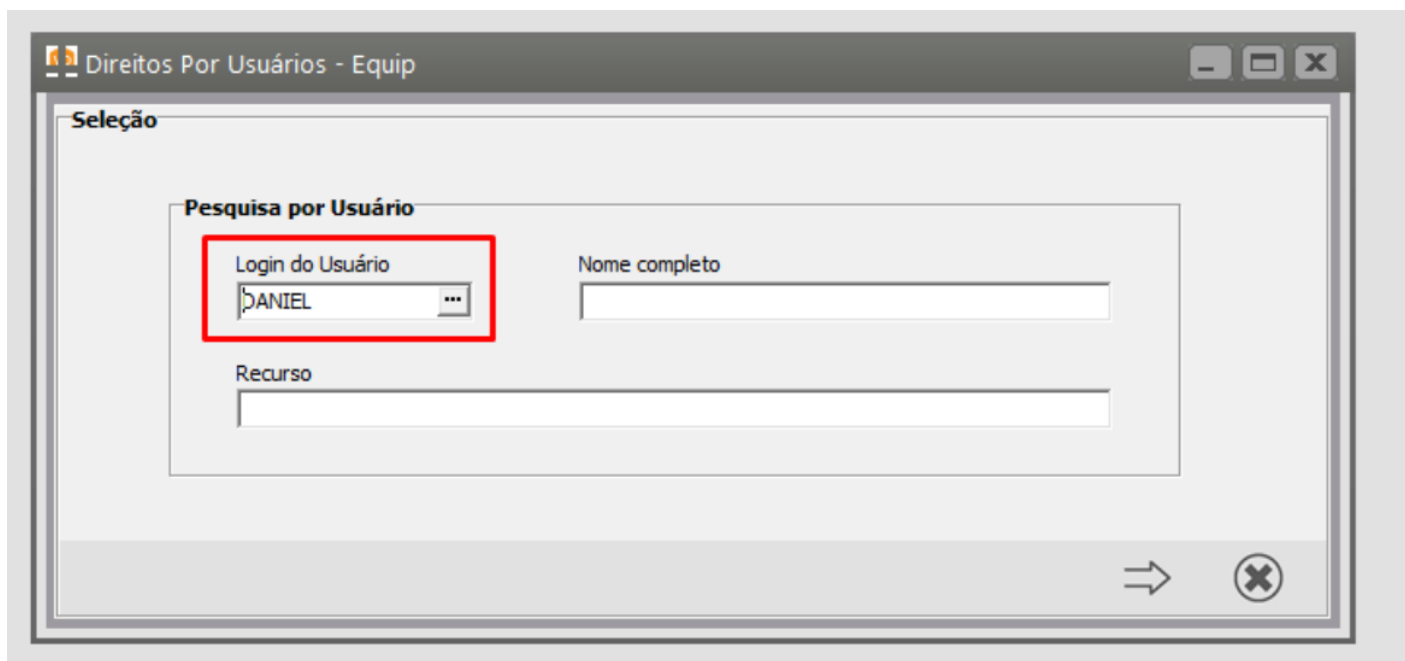 Direitos Por Usuários - Equip
Seleção
Pesquisa por Usuário
Login do Usuário
Nome completo
DANIEL
Recurso